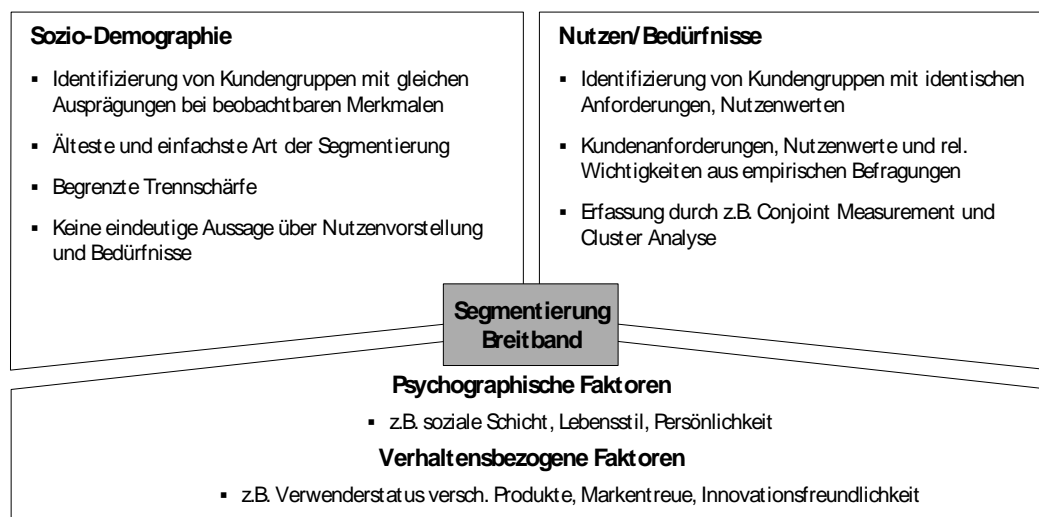 Sozio-Demographie
▪ Identifizierung von Kundengruppen mit gleichen
Ausprägungen bei beobachtbaren Merkmalen
▪ Älteste und einfachste Art der Segmentierung
▪ Begrenzte Trennschärfe
▪ Keine eindeutige Aussage über Nutzenvorstellung
und Bedürfnisse
Nutzen/Bedürfnisse
▪ Identifizierung von Kundengruppen mit identischen
Anforderungen, Nutzenwerten
▪ Kundenanforderungen, Nutzenwerte und rel.
Wichtigkeiten aus empirischen Befragungen
▪ Erfassung durch z.B. Conjoint Measurement und
Cluster Analyse
Segmentierung
Breitband
Psychographische Faktoren
▪ z.B. soziale Schicht, Lebensstil, Persönlichkeit
Verhaltensbezogene Faktoren
▪ z.B. Verwenderstatus versch. Produkte, Markentreue, Innovationsfreundlichkeit